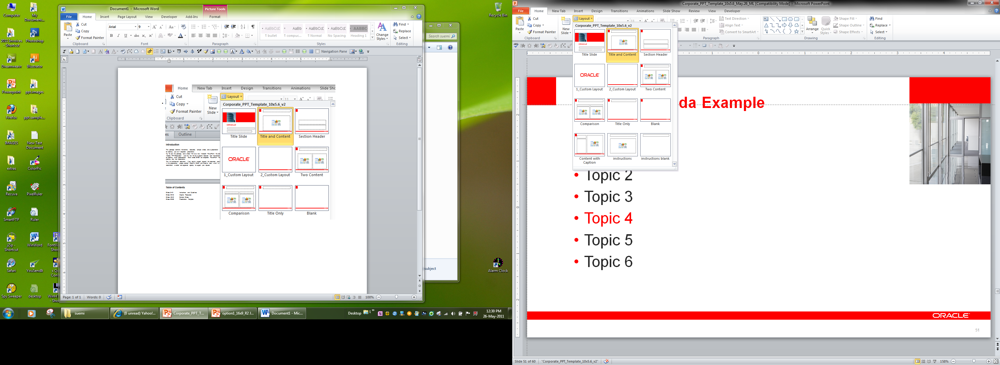 Computer
My Document...
2011 Invoices - Shortcut
Photoshop
Dreamweavr
Illustrator
Powerpoint
ppt.images
Firefox
ppt.sample...
IMAGES
New Text Document
extras
ColorPic
Recuva
PixelRuler
SmartFTP
Ruler
jZip - Shortcut
WinWord
Safari
YouSendIt
Spy Sweeper
desktop
Recycle Bin
Alarm Clock
Document1 - Microsoft Word
Picture Tools
File Home Insert Page Layout View Developer Add-Ins Format
Paste
Cut
Copy
Format Painter
Clipboard
Arial 9
Font
Paragraph
AaBbCcD AaBb AaBbCcD AaBbCcD AABBC
¶ bullet ¶ compuc... ¶ Normal No Spacing Heading 1
Styles
Change Styles
Find
Replace
Select
Editing
Navigation Pane
Search suemi
Home New Tab Insert Design Transitions Animations Slide Sho
Cut
Copy
Format Painter
Clipboard
New Slide
Layout
11
Corporate_PPT_Template_10x5.6_v2
es Outline
Title Slide Title and Content Section Header
ORACLE
1_Custom Layout 2_Custom Layout Two Content
Comparison Title Only Blank
Introduction
Table of Contents
subject
Page: 1 of 1 Words: 0
100%
suemi
(0 unread) Yahoo!...
Corporate_PPT_T...
option1_16x9_R2 J...
Document1 - Mic...
Desktop
12:30 PM
26-May-2011
Corporate_PPT_Template_10x5.6_May.26_ML [Compatibility Mode] - Microsoft PowerPoint
File Home New Tab Insert Design Transitions Animations Slide Show Review View Developer
Paste
Cut
Copy
Format Painter
Clipboard
New Slide
Layout
11
Text Direction
Align Text
Convert to SmartArt
Paragraph
Arrange
Quick Styles
Shape Fill
Shape Outline
Shape Effects
Drawing
Find
Replace
Select
Editing
Corporate_PPT_Template_10x5.6_v2
Title Slide Title and Content Section Header
ORACLE
1_Custom Layout 2_Custom Layout Two Content
Comparison Title Only Blank
Content with Caption instructions instructions blank
da Example
• Topic 2
• Topic 3
• Topic 4
• Topic 5
• Topic 6
ORACLE
51
Slide 51 of 60 "Corporate_PPT_Template_10x5.6_v2"
158%